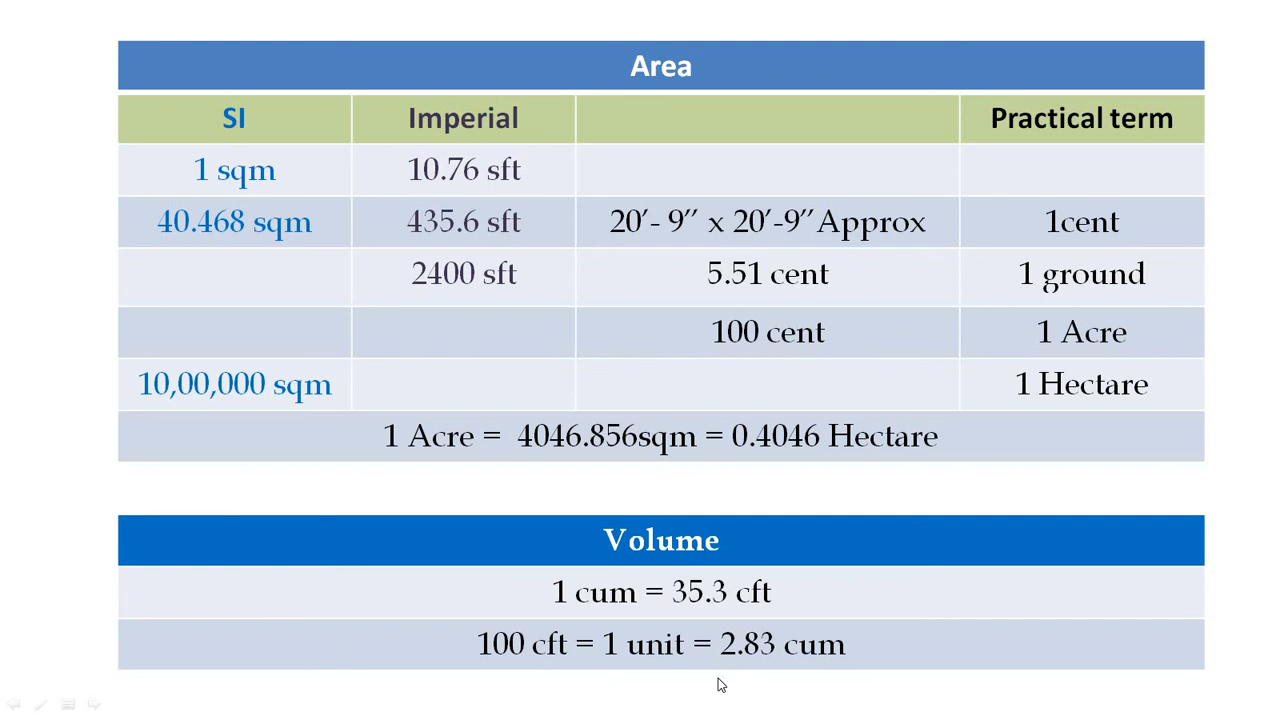 Area
SI Imperial Practical term
1 sqm 10.76 sft
40.468 sqm 435.6 sft 20′- 9′′ x 20′-9′′Approx 1cent
2400 sft 5.51 cent 1 ground
100 cent 1 Acre
10,00,000 sqm 1 Hectare
1 Acre = 4046.856sqm = 0.4046 Hectare
Volume
1 cum = 35.3 cft
100 cft = 1 unit = 2.83 cum